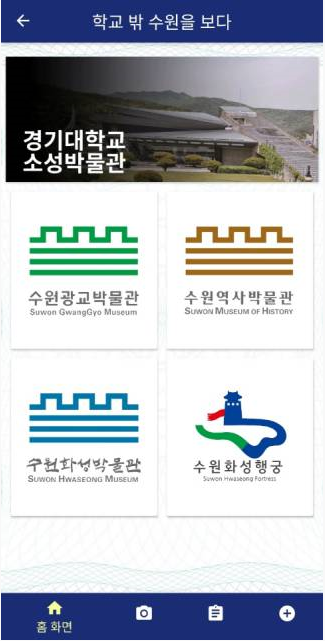 학교 밖 수원을 보다
경기대학교
소성박물관
수원광교박물관
Suwon GwangGyo Museum
수원역사박물관
Suwon Museum of History
수원화성박물관
Suwon Hwaseong Museum
수원화성행궁
Suwon Hwaseong Fortress
홈 화면